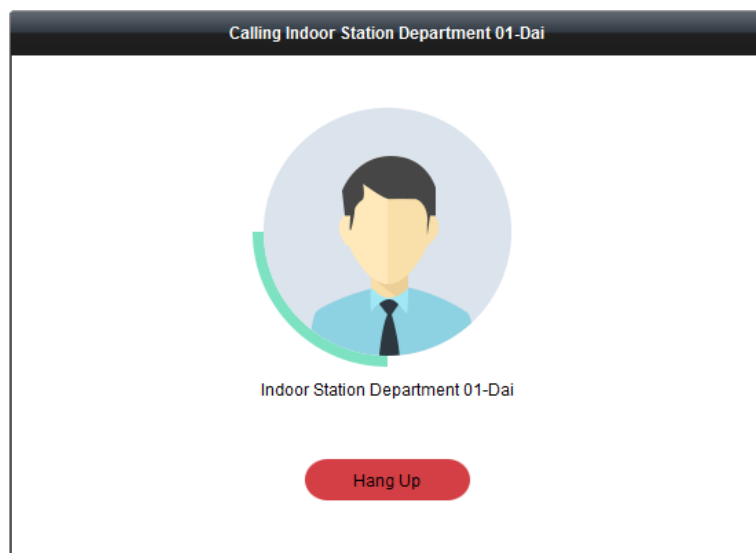 Calling Indoor Station Department 01-Dai
Indoor Station Department 01-Dai
Hang Up